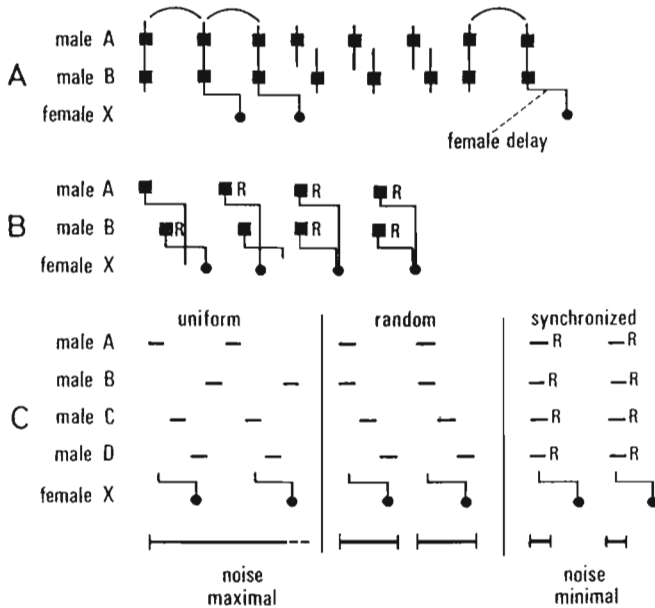 A
male A
male B
female X
female delay
B
male A R R R
male B R R R
female X
C
uniform random synchronized
male A R R
male B R R
male C R R
male D R R
female X
noise noise
maximal minimal